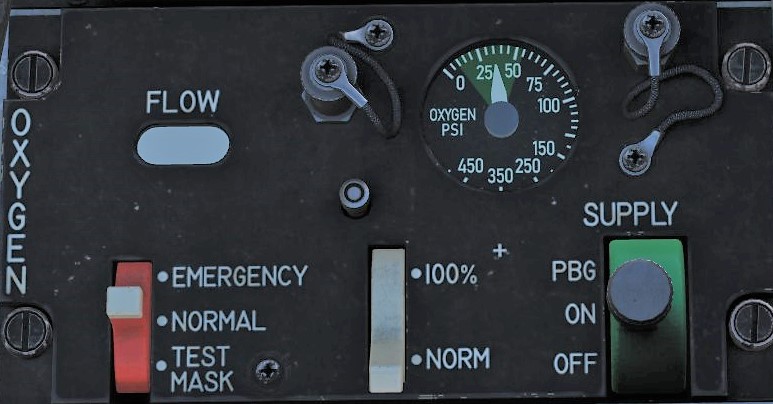 OXYGEN
FLOW
0
25
50
75
100
150
250
350
450
OXYGEN
PSI
SUPPLY
EMERGENCY
NORMAL
TEST
MASK
100%
NORM
PBG
ON
OFF